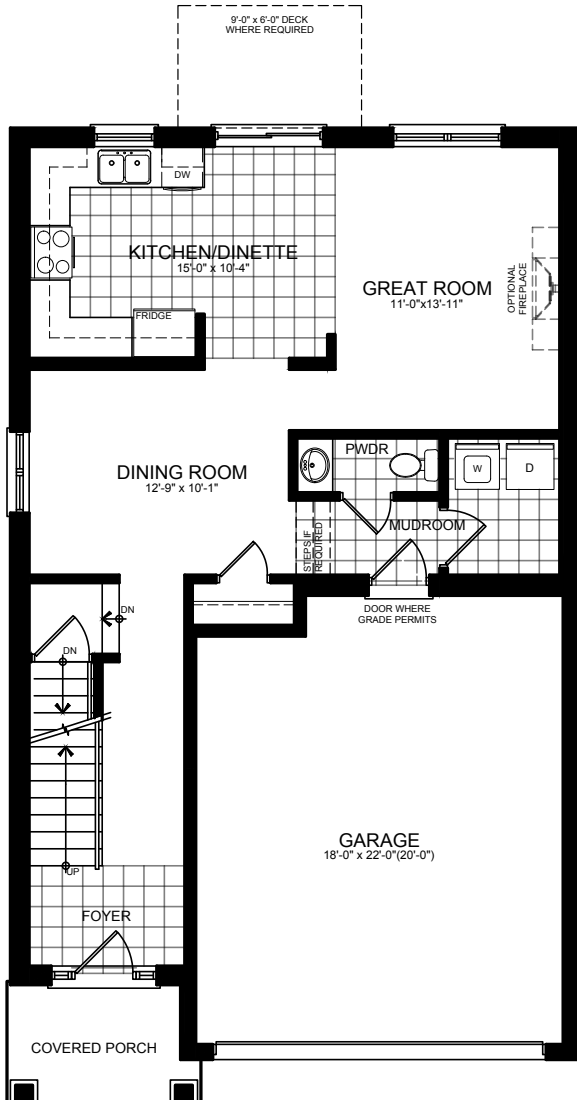 9'-0" x 6'-0" DECK
WHERE REQUIRED
DW
KITCHEN/DINETTE
15'-0" x 10'-4"
GREAT ROOM
11'-0"x13'-11"
OPTIONAL
FIREPLACE
FRIDGE
PWDR
W
D
DINING ROOM
12'-9" x 10'-1"
MUDROOM
STEPS IF
REQUIRED
DN
DOOR WHERE
GRADE PERMITS
DN
GARAGE
18'-0" x 22'-0"(20'-0")
UP
FOYER
COVERED PORCH